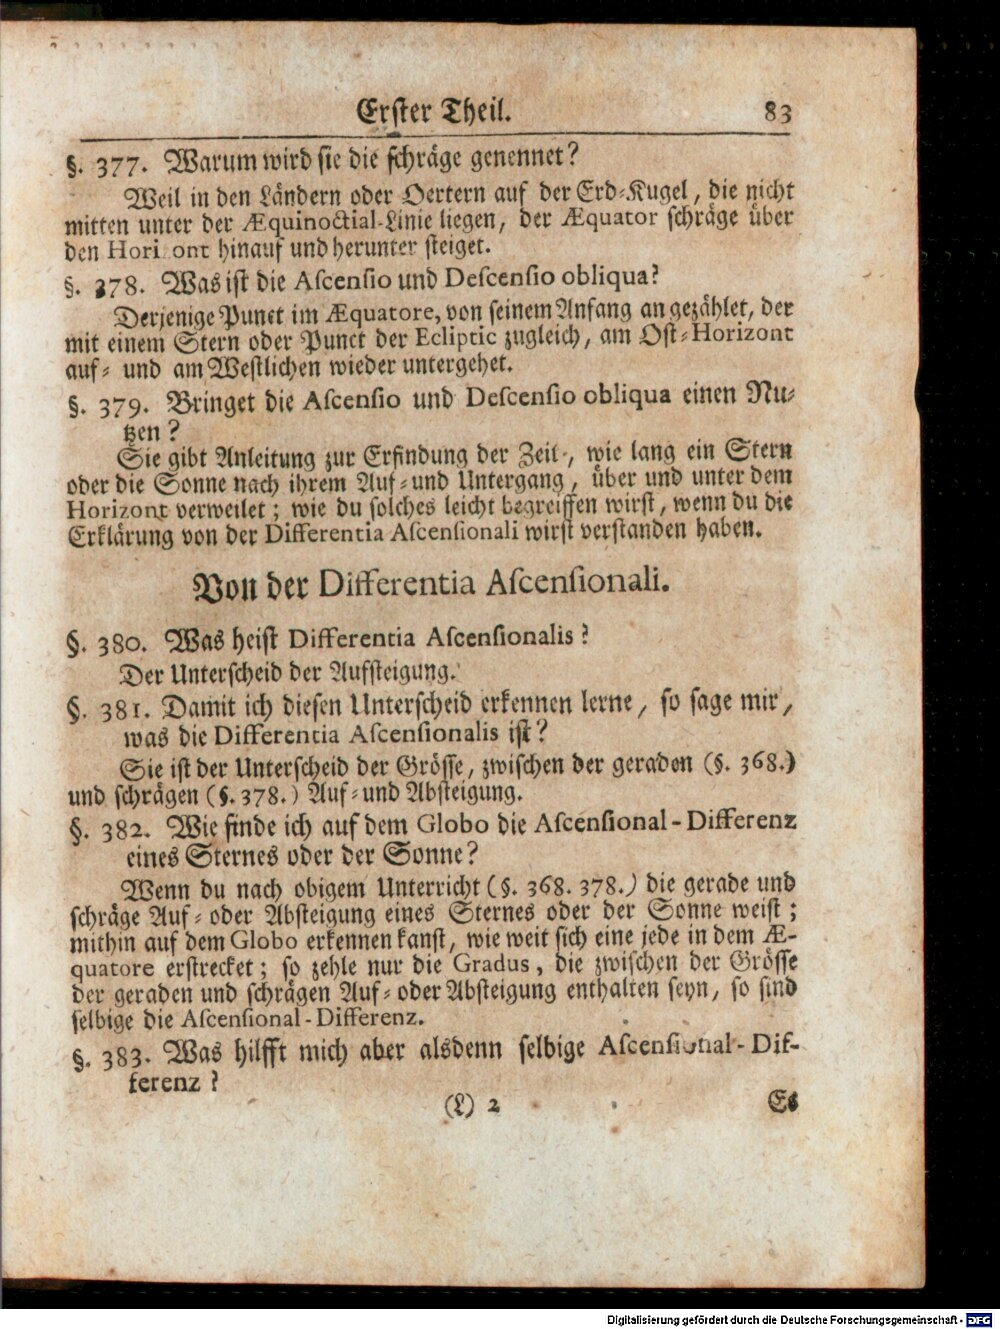 Erster Theil. 83
§. 377. Warum wird sie die schräge genennet?
Weil in den Ländern oder Oertern auf der Erd-Kugel, die nicht
mitten unter der Æquinoctial-Linie liegen, der Æquator schräge über
den Horizont hinauf und herunter steiget.
§. 378. Was ist die Ascensio und Descensio obliqua?
Derjenige Punct im Æquatore, von seinem Anfang angezählet, der
mit einem Stern oder Punct der Ecliptic zugleich, am Ost-Horizont
auf- und am Westlichen wieder untergehet.
§. 379. Bringet die Ascensio und Descensio obliqua einen Nu-
tzen?
Sie gibt Anleitung zur Erfindung der Zeit, wie lang ein Stern
oder die Sonne nach ihrem Auf- und Untergang, über und unter dem
Horizont verweilet; wie du solches leicht begreiffen wirst, wenn du die
Erklärung von der Differentia Ascensionali wirst verstanden haben.
Von der Differentia Ascensionali.
§. 380. Was heist Differentia Ascensionalis?
Der Unterscheid der Aufsteigung.
§. 381. Damit ich diesen Unterscheid erkennen lerne, so sage mir,
was die Differentia Ascensionalis ist?
Sie ist der Unterscheid der Grösse, zwischen der geraden (§. 368.)
und schrägen (§. 378.) Auf- und Absteigung.
§. 382. Wie finde ich auf dem Globo die Ascensional-Differenz
eines Sternes oder der Sonne?
Wenn du nach obigem Unterricht (§. 368. 378.) die gerade und
schräge Auf- oder Absteigung eines Sternes oder der Sonne weist;
mithin auf dem Globo erkennen kanst, wie weit sich eine jede in dem Æ-
quatore erstrecket; so zehle nur die Gradus, die zwischen der Grösse
der geraden und schrägen Auf- oder Absteigung enthalten seyn, so sind
selbige die Ascensional-Differenz.
§. 383. Was hilfft mich aber alsdenn selbige Ascensional-Dif-
ferenz?
(L) 2 Es
Digitalisierung gefördert durch die Deutsche Forschungsgemeinschaft - DFG